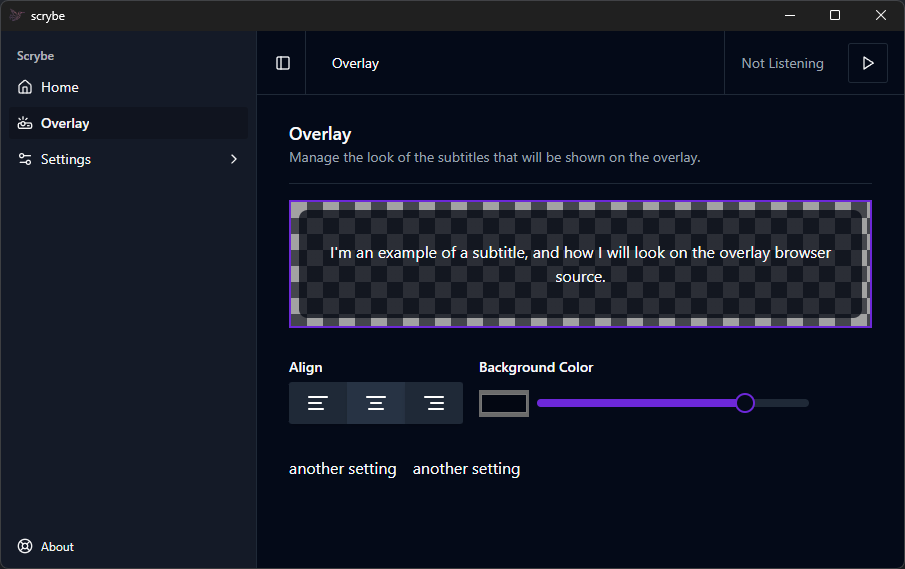 scrybe
Scrybe
Home
Overlay
Settings
About
Overlay
Not Listening
Overlay
Manage the look of the subtitles that will be shown on the overlay.
I'm an example of a subtitle, and how I will look on the overlay browser
source.
Align
Background Color
another setting another setting